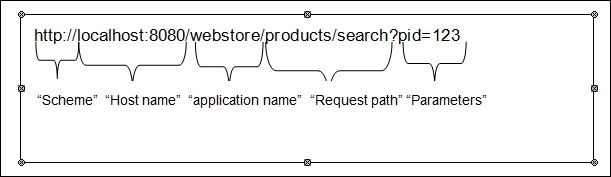 http://localhost:8080/webstore/products/search?pid=123
“Scheme” “Host name” “application name” “Request path” “Parameters”